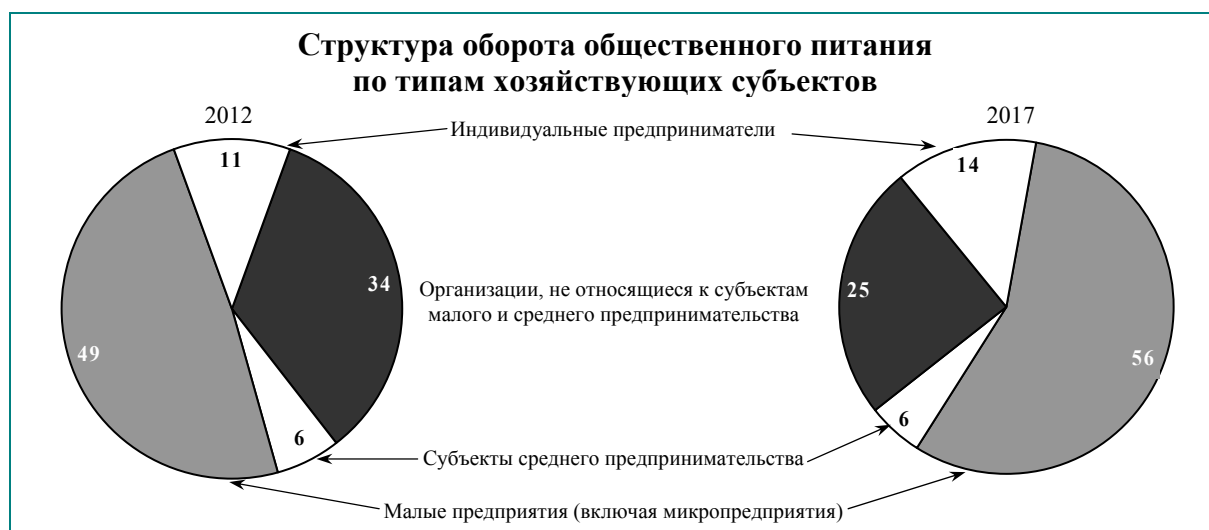 Структура оборота общественного питания
по типам хозяйствующих субъектов
2012
2017
Индивидуальные предприниматели
11
14
34
Организации, не относящиеся к субъектам
малого и среднего предпринимательства
25
49
56
6
Субъекты среднего предпринимательства
6
Малые предприятия (включая микропредприятия)